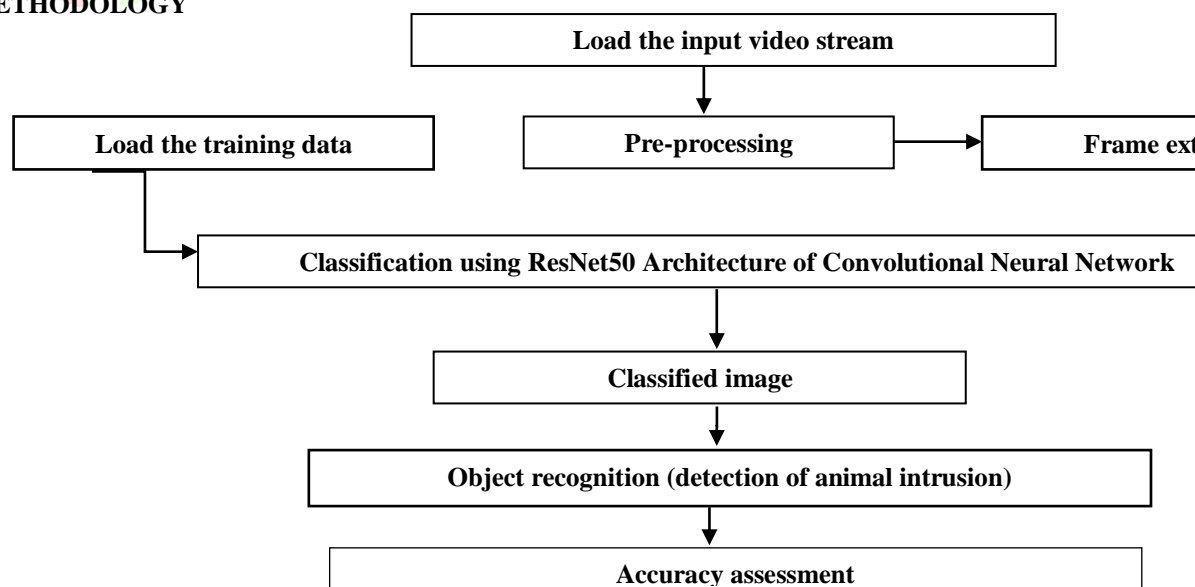 ETHODOLOGY
Load the input video stream
Load the training data
Pre-processing
Frame ext
Classification using ResNet50 Architecture of Convolutional Neural Network
Classified image
Object recognition (detection of animal intrusion)
Accuracy assessment